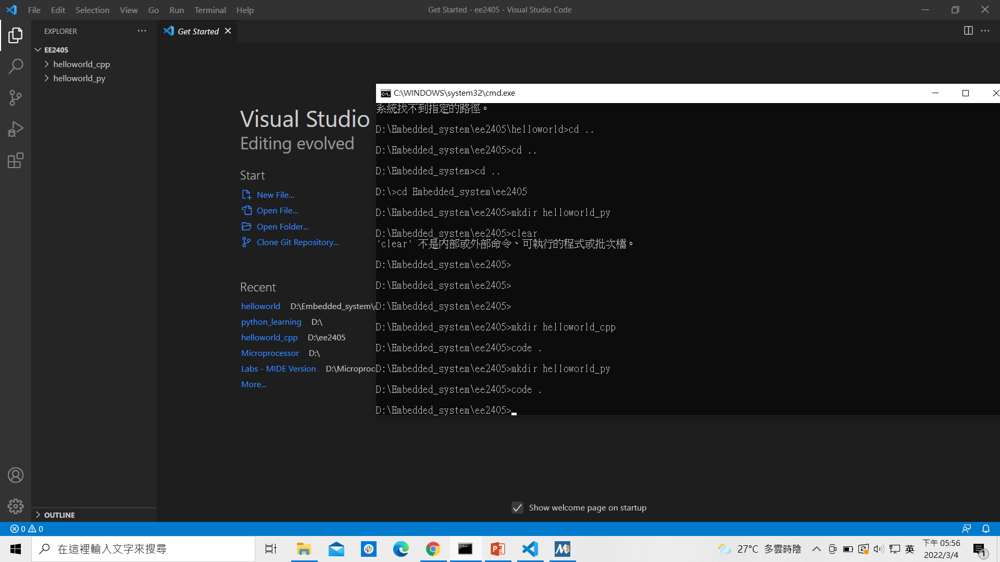 File Edit Selection View Go Run Terminal Help
Get Started - ee2405 - Visual Studio Code
EXPLORER
Get Started
EE2405
helloworld_cpp
helloworld_py
Visual Studio
Editing evolved
Start
New File...
Open File...
Open Folder...
Clone Git Repository...
Recent
helloworld D:\Embedded_system\
python_learning D:\
helloworld_cpp D:\ee2405
Microprocessor D:\
Labs - MIDE Version D:\Microproc
More...
C:\WINDOWS\system32\cmd.exe
系統找不到指定的路徑。
D:\Embedded_system\ee2405\helloworld>cd ..
D:\Embedded_system\ee2405>cd ..
D:\Embedded_system>cd ..
D:\>cd Embedded_system\ee2405
D:\Embedded_system\ee2405>mkdir helloworld_py
D:\Embedded_system\ee2405>clear
'clear' 不是內部或外部命令、可執行的程式或批次檔。
D:\Embedded_system\ee2405>
D:\Embedded_system\ee2405>
D:\Embedded_system\ee2405>
D:\Embedded_system\ee2405>mkdir helloworld_cpp
D:\Embedded_system\ee2405>code .
D:\Embedded_system\ee2405>mkdir helloworld_py
D:\Embedded_system\ee2405>code .
D:\Embedded_system\ee2405>
Show welcome page on startup
OUTLINE
0 0
在這裡輸入文字來搜尋
27°C 多雲時陰
英
下午 05:56
2022/3/4
1